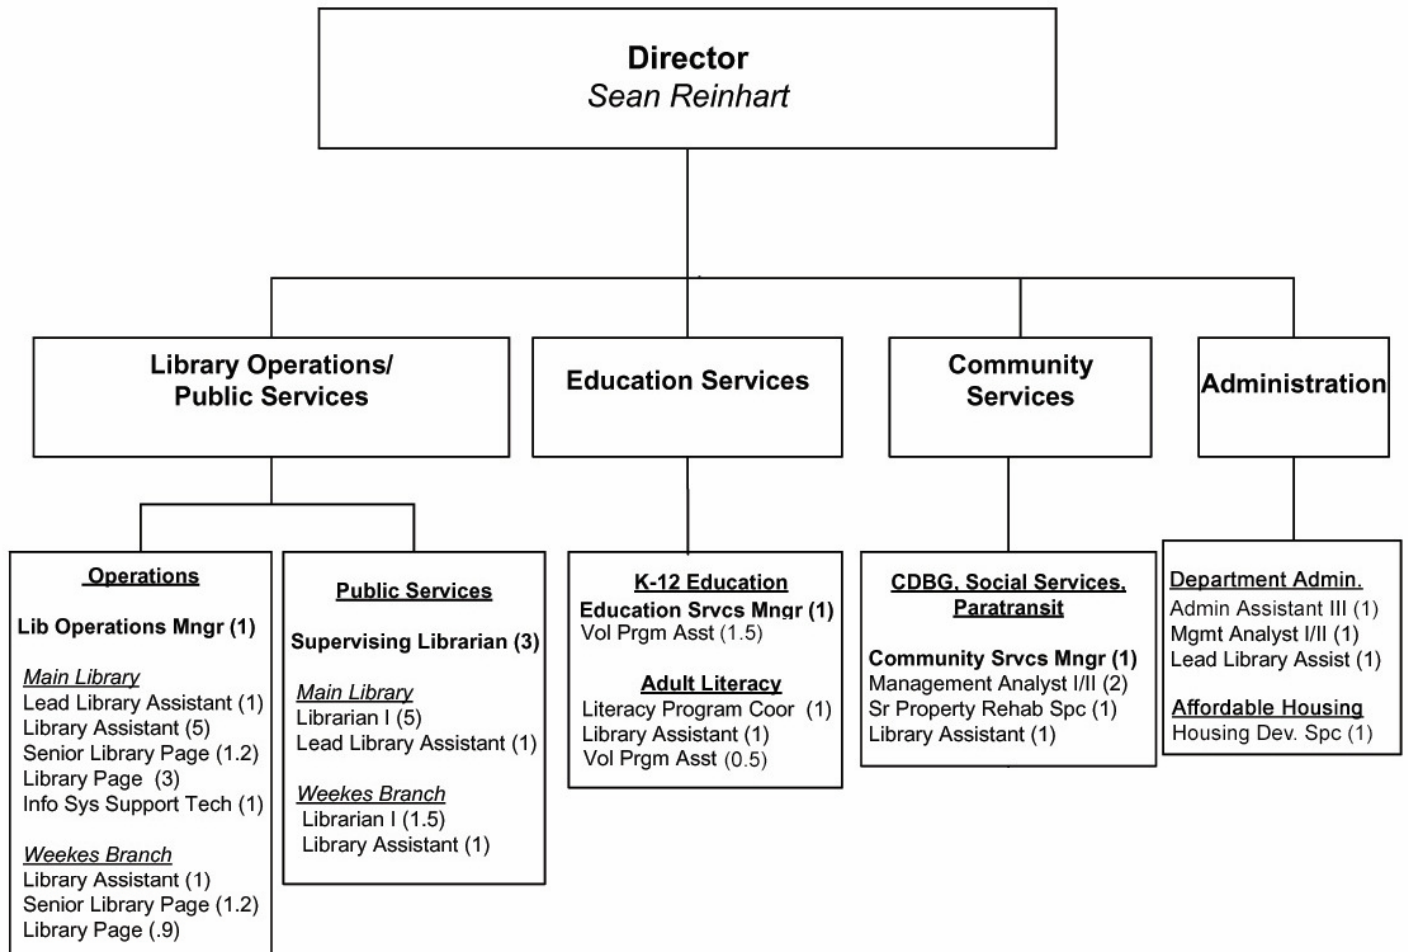 Director
Sean Reinhart
Library Operations/
Public Services
Education Services
Community
Services
Administration
Operations
Lib Operations Mngr (1)
Main Library
Lead Library Assistant (1)
Library Assistant (5)
Senior Library Page (1.2)
Library Page (3)
Info Sys Support Tech (1)
Weekes Branch
Library Assistant (1)
Senior Library Page (1.2)
Library Page (.9)
Public Services
Supervising Librarian (3)
Main Library
Librarian I (5)
Lead Library Assistant (1)
Weekes Branch
Librarian I (1.5)
Library Assistant (1)
K-12 Education
Education Srvcs Mngr (1)
Vol Prgm Asst (1.5)
Adult Literacy
Literacy Program Coor (1)
Library Assistant (1)
Vol Prgm Asst (0.5)
CDBG, Social Services,
Paratransit
Community Srvcs Mngr (1)
Management Analyst I/II (2)
Sr Property Rehab Spc (1)
Library Assistant (1)
Department Admin.
Admin Assistant III (1)
Mgmt Analyst I/II (1)
Lead Library Assist (1)
Affordable Housing
Housing Dev. Spc (1)